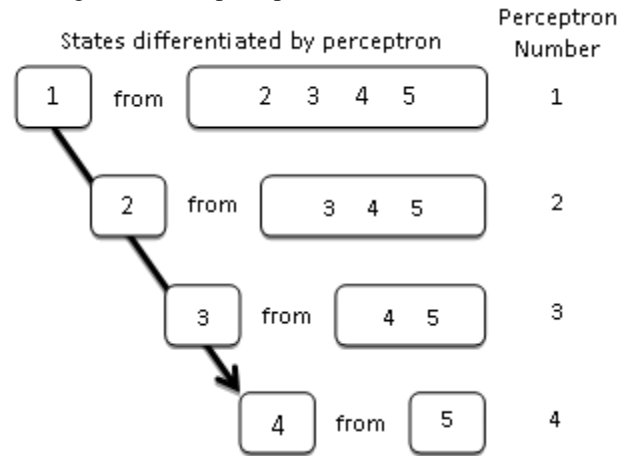 Perceptron
Number
States differentiated by perceptron
1 from 2 3 4 5 1
2 from 3 4 5 2
3 from 4 5 3
4 from 5 4